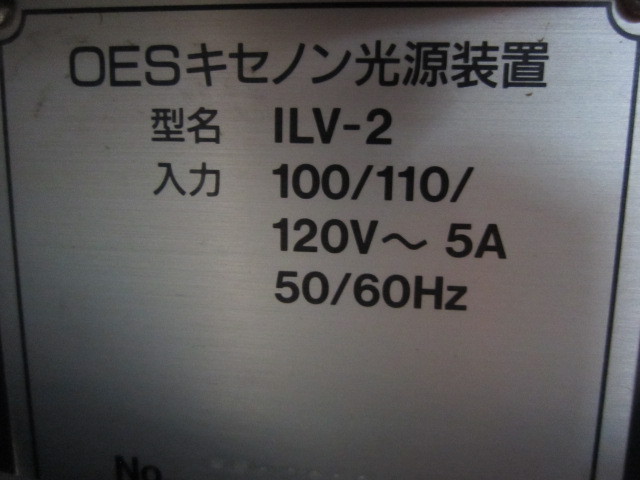 OESキセノン光源装置
型名 ILV-2
入力 100/110/
120V～ 5A
50/60Hz
No